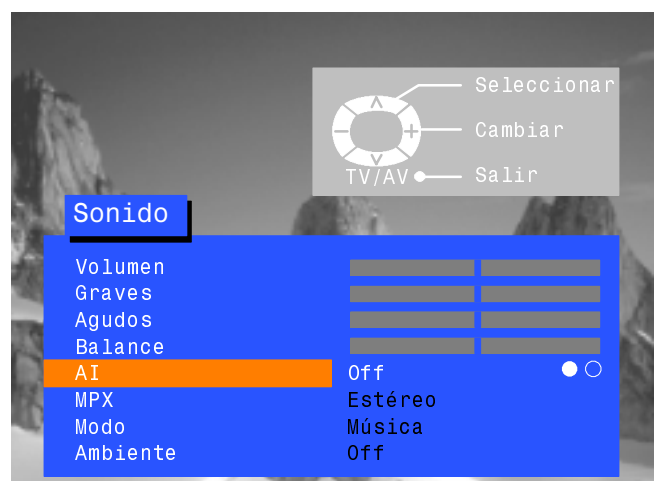 Seleccionar
Cambiar
TV/AV Salir
Sonido
Volumen
Graves
Agudos
Balance
AI Off
MPX Estéreo
Modo Música
Ambiente Off